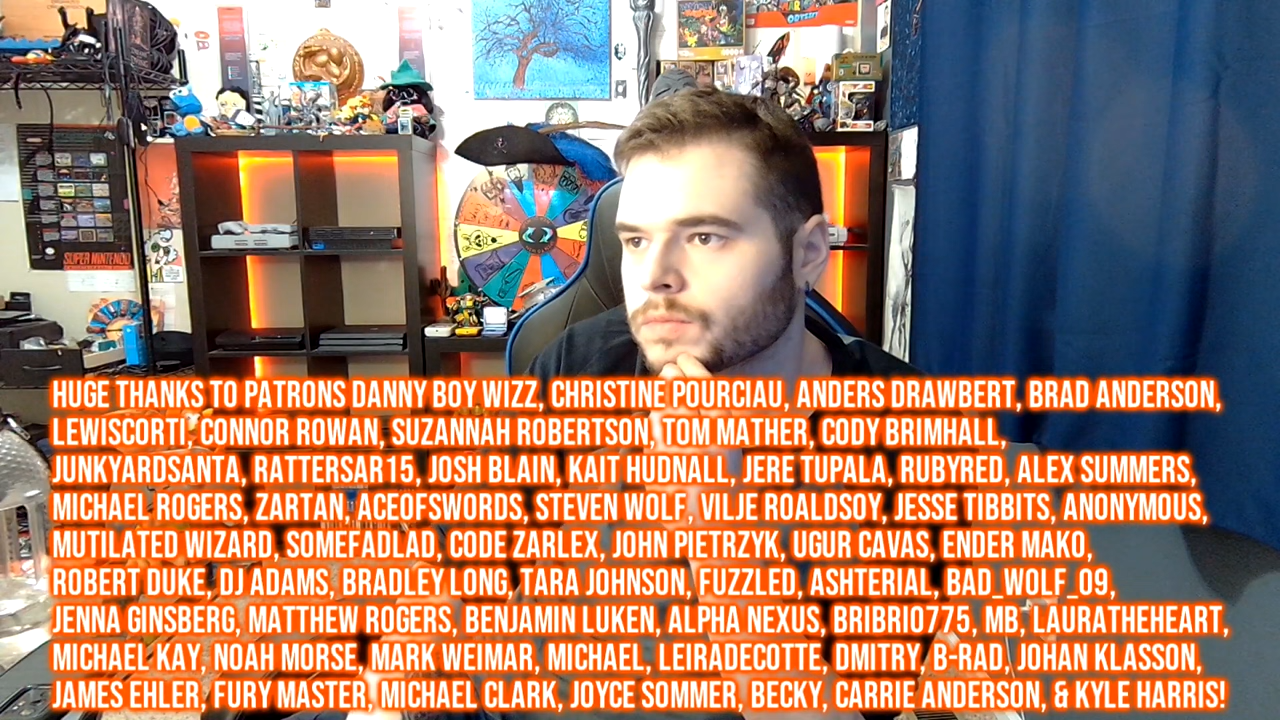 SUPER NINTENDO
HUGE THANKS TO PATRONS DANNY BOY WIZZ, CHRISTINE POURCIAU, ANDERS DRAWBERT, BRAD ANDERSON,
LEWISCORTI, CONNOR ROWAN, SUZANNAH ROBERTSON, TOM MATHER, CODY BRIMHALL,
JUNKYARDSANTA, RATTERSAR15, JOSH BLAIN, KAIT HUDNALL, JERE TUPALA, RUBYRED, ALEX SUMMERS,
MICHAEL ROGERS, ZARTAN, ACEOFSWORDS, STEVEN WOLF, VILJE ROALDSOY, JESSE TIBBITS, ANONYMOUS,
MUTILATED WIZARD, SOMEFADLAD, CODE ZARLEX, JOHN PIETRZYK, UGUR CAVAS, ENDER MAKO,
ROBERT DUKE, DJ ADAMS, BRADLEY LONG, TARA JOHNSON, FUZZLED, ASHTERIAL, BAD_WOLF_09,
JENNA GINSBERG, MATTHEW ROGERS, BENJAMIN LUKEN, ALPHA NEXUS, BRIBRI0775, MB, LAURATHEHEART,
MICHAEL KAY, NOAH MORSE, MARK WEIMAR, MICHAEL, LEIRADECOTTE, DMITRY, B-RAD, JOHAN KLASSON,
JAMES EHLER, FURY MASTER, MICHAEL CLARK, JOYCE SOMMER, BECKY, CARRIE ANDERSON, & KYLE HARRIS!